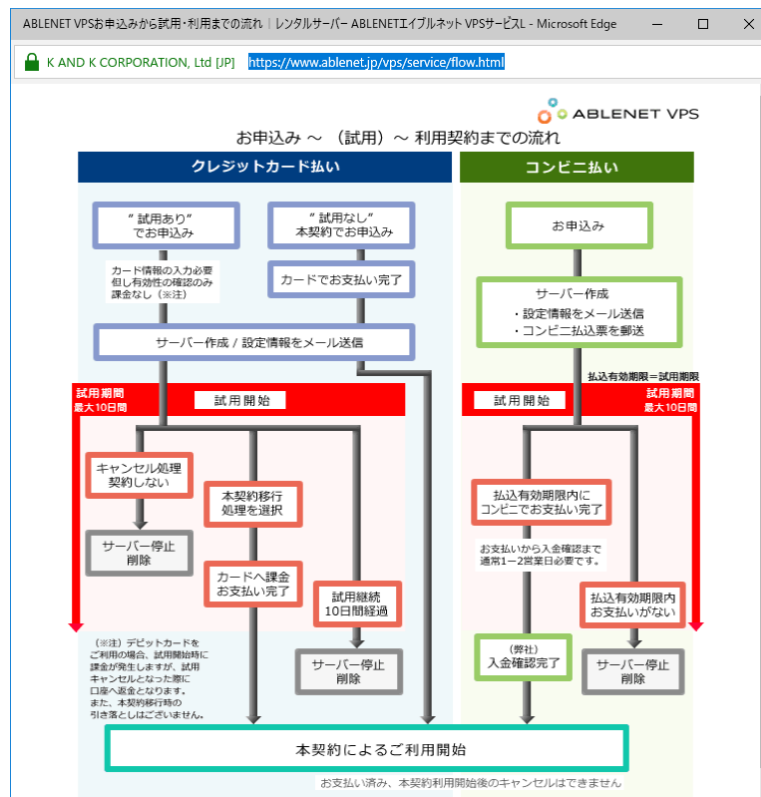 ABLENET VPSお申込みから試用・利用までの流れ｜レンタルサーバー ABLENETエイブルネット VPSサービスL - Microsoft Edge
K AND K CORPORATION, Ltd [JP] https://www.ablenet.jp/vps/service/flow.html
ABLENET VPS
お申込み ～ （試用）～ 利用契約までの流れ
クレジットカード払い
“試用あり”
でお申込み
“試用なし”
本契約でお申込み
カード情報の入力必要
但し有効性の確認のみ
課金なし（※注）
カードでお支払い完了
サーバー作成 / 設定情報をメール送信
試用期間
最大10日間
試用開始
キャンセル処理
契約しない
サーバー停止
削除
本契約移行
処理を選択
カードへ課金
お支払い完了
試用継続
10日間経過
サーバー停止
削除
（※注）デビットカードを
ご利用の場合、試用開始時に
課金が発生しますが、試用
キャンセルとなった際に
口座へ返金となります。
また、本契約移行時の
引き落としはございません。
コンビニ払い
お申込み
サーバー作成
・設定情報をメール送信
・コンビニ払込票を郵送
払込有効期限＝試用期限
試用開始
試用期間
最大10日間
払込有効期限内に
コンビニでお支払い完了
お支払いから入金確認まで
通常1ー2営業日必要です。
払込有効期限内
お支払いがない
（弊社）
入金確認完了
サーバー停止
削除
本契約によるご利用開始
お支払い済み、本契約利用開始後のキャンセルはできません